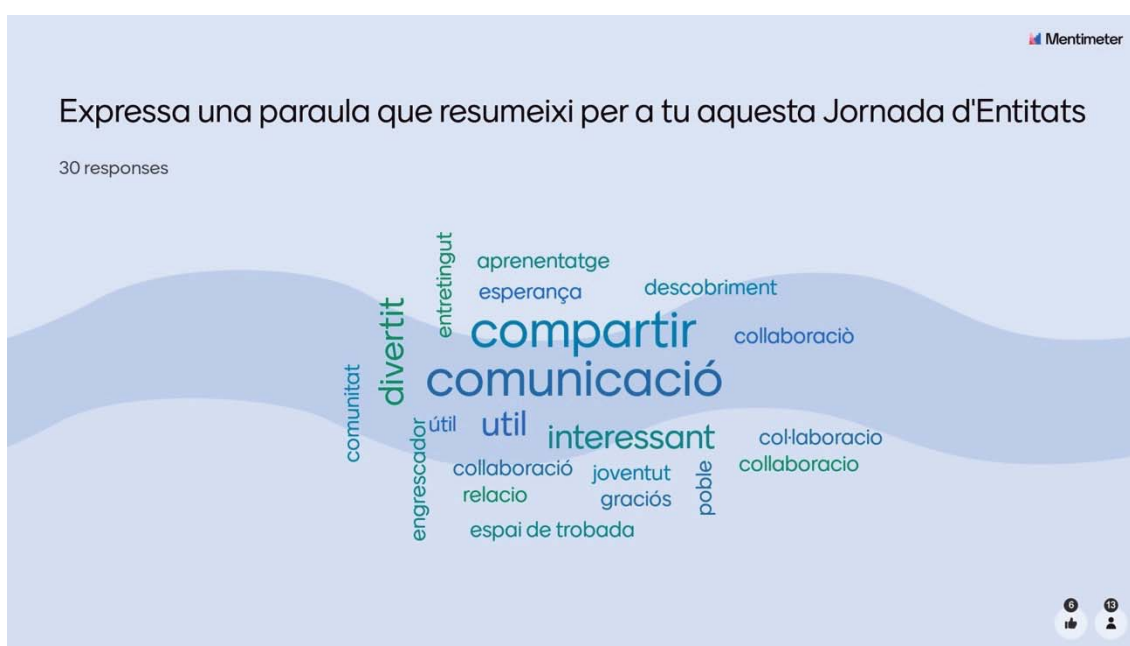 Mentimeter
Expressa una paraula que resumeixi per a tu aquesta Jornada d'Entitats
30 responses
entretingut
aprenentatge
esperança
descobriment
divertit
compartir
collaboraciò
comunicació
comunitat
útil
util
interessant
col·laboracio
engrescador
collaboració
joventut
poble
collaboracio
relacio
graciós
espai de trobada
6
13